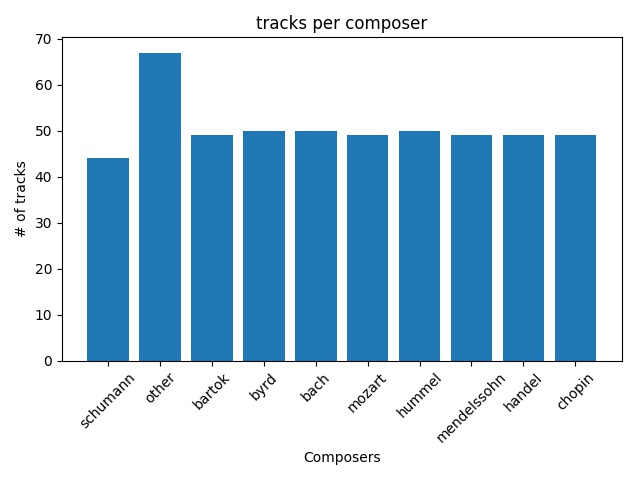 tracks per composer
# of tracks
70
60
50
40
30
20
10
0
schumann
other
bartok
byrd
bach
mozart
hummel
mendelssohn
handel
chopin
Composers